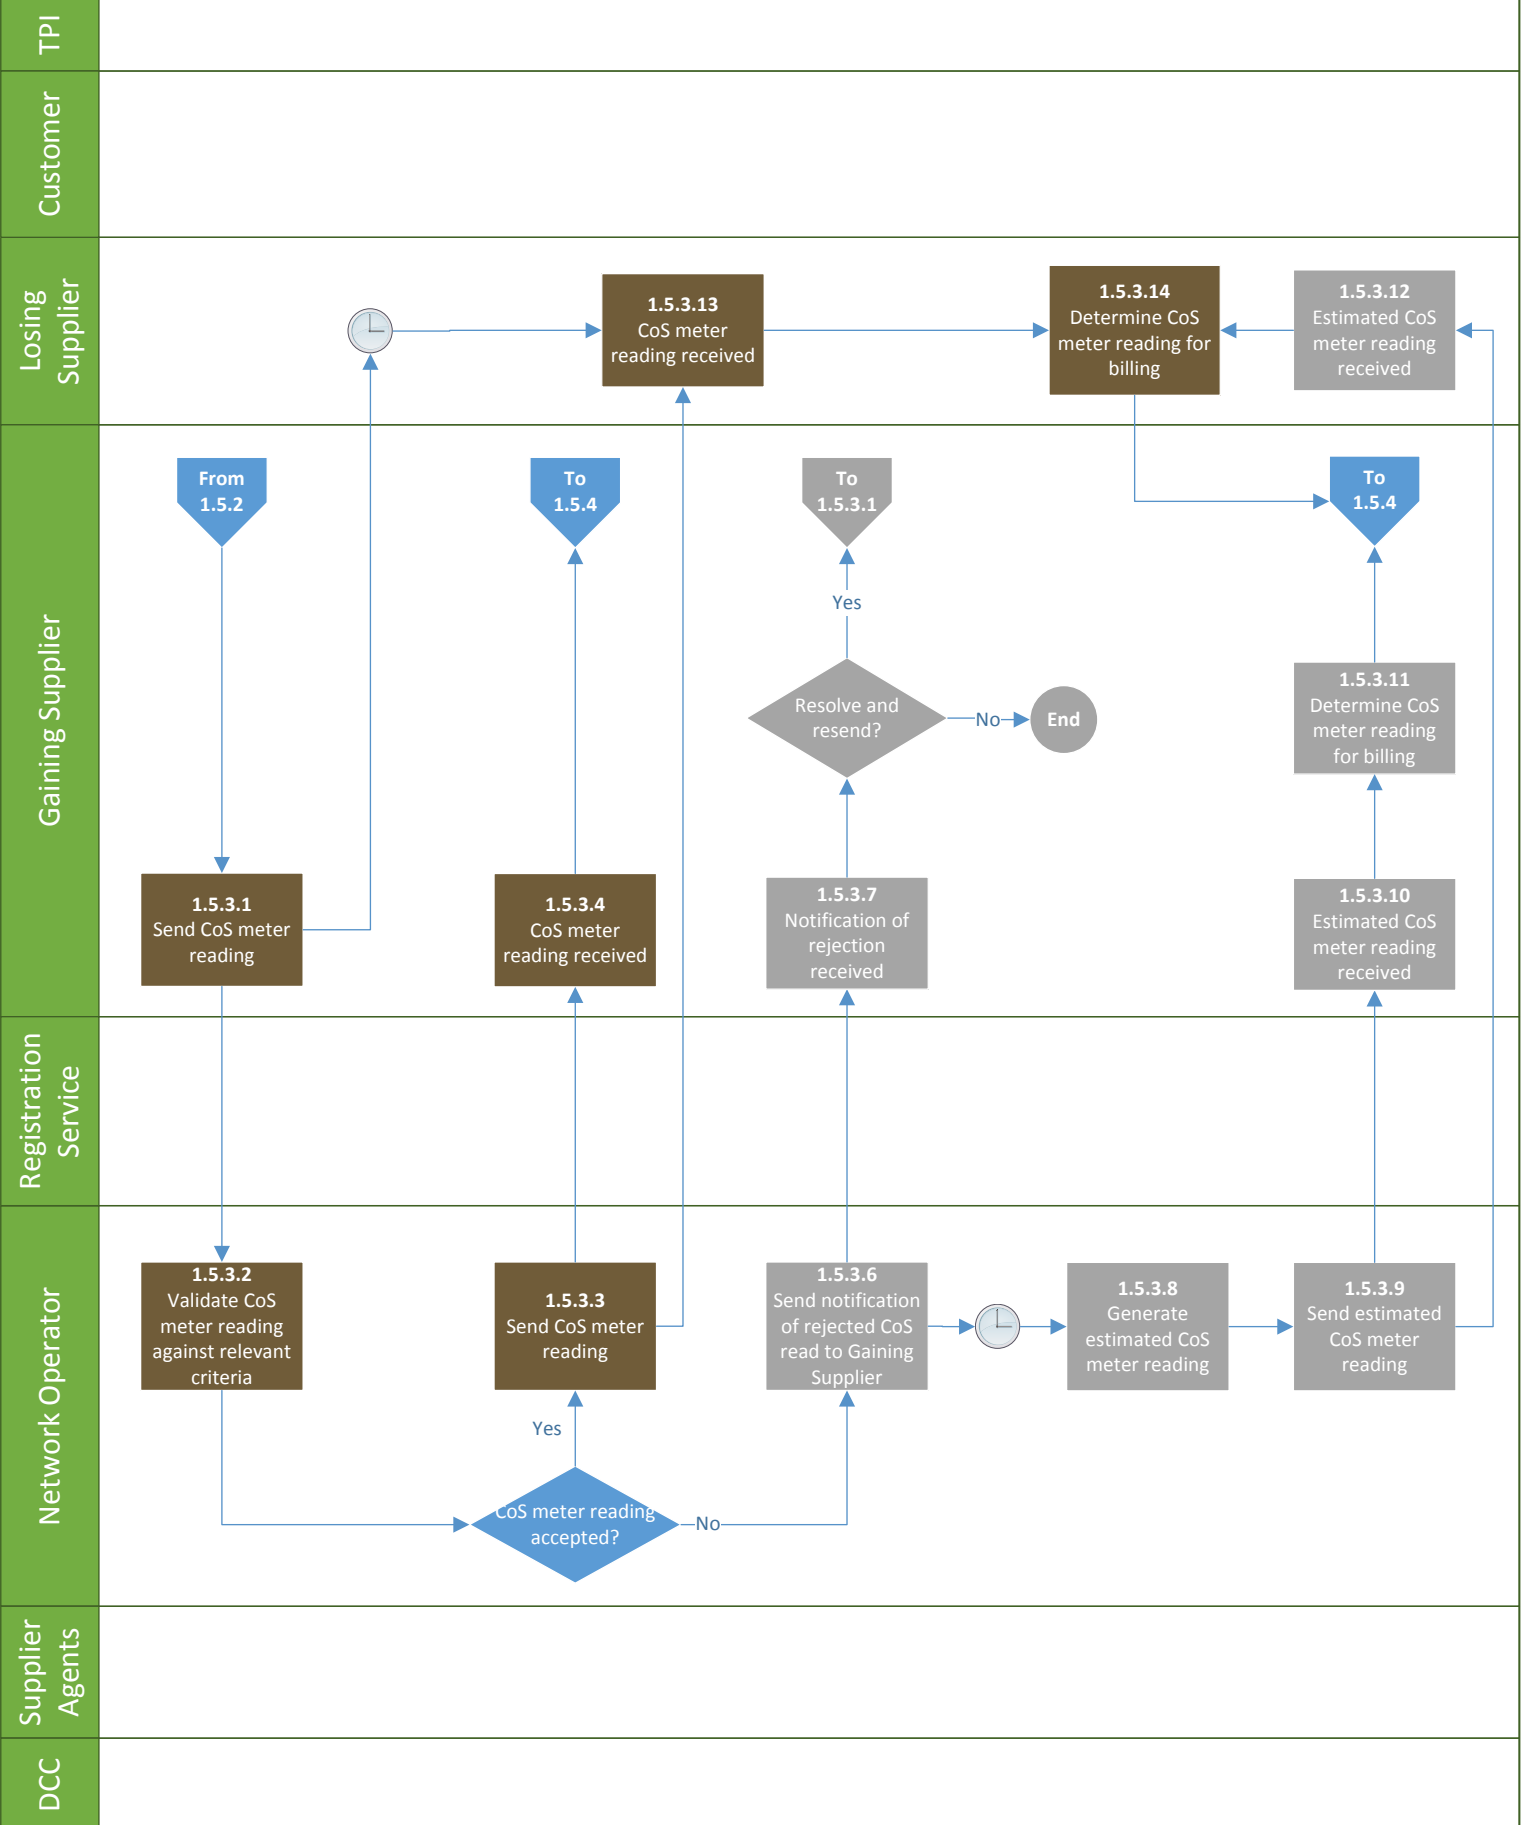 TPI
Customer
Losing
Supplier
1.5.3.13
CoS meter
reading received
1.5.3.14
Determine CoS
meter reading for
billing
1.5.3.12
Estimated CoS
meter reading
received
Gaining Supplier
From
1.5.2
To
1.5.4
To
1.5.3.1
To
1.5.4
Yes
Resolve and
resend?
No
End
1.5.3.11
Determine CoS
meter reading
for billing
1.5.3.1
Send CoS meter
reading
1.5.3.4
CoS meter
reading received
1.5.3.7
Notification of
rejection
received
1.5.3.10
Estimated CoS
meter reading
received
Registration
Service
Network Operator
1.5.3.2
Validate CoS
meter reading
against relevant
criteria
1.5.3.3
Send CoS meter
reading
1.5.3.6
Send notification
of rejected CoS
read to Gaining
Supplier
1.5.3.8
Generate
estimated CoS
meter reading
1.5.3.9
Send estimated
CoS meter
reading
Yes
CoS meter reading
accepted?
No
Supplier
Agents
DCC